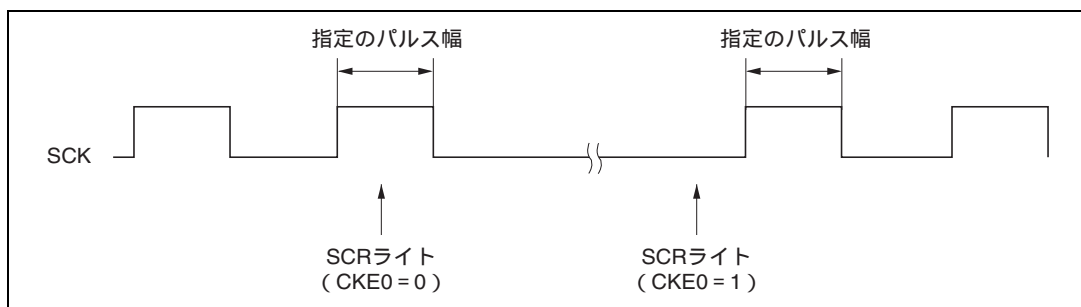 指定のパルス幅
指定のパルス幅
SCK
SCRライト
(CKE0 = 0)
SCRライト
(CKE0 = 1)